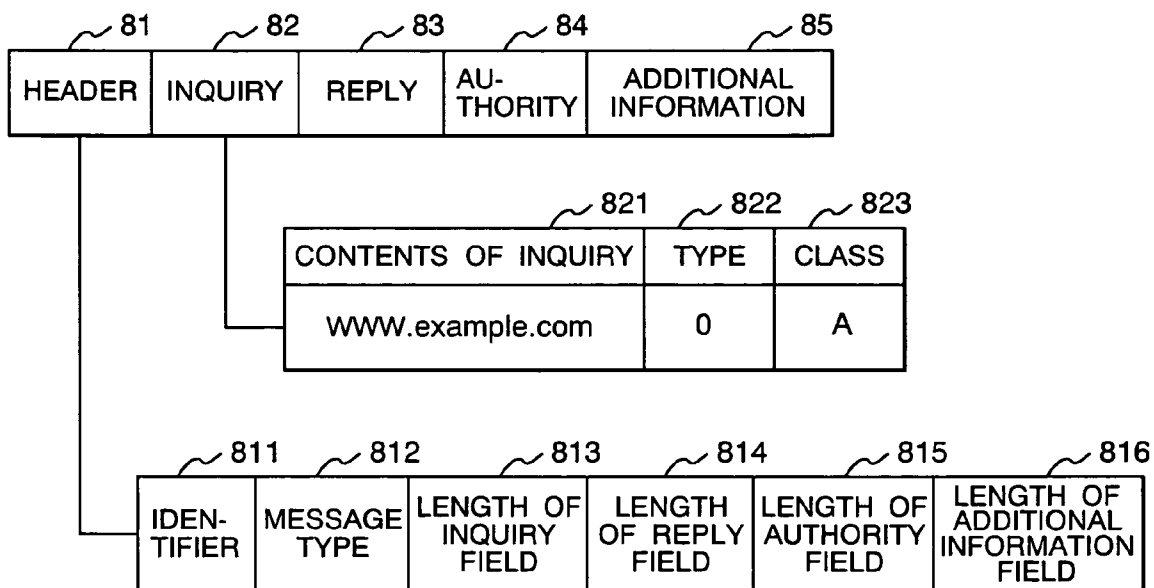 81 82 83 84 85
HEADER INQUIRY REPLY AU-
THORITY ADDITIONAL
INFORMATION
821 822 823
CONTENTS OF INQUIRY TYPE CLASS
WWW.example.com 0 A
811 812 813 814 815 816
IDEN-
TIFIER MESSAGE
TYPE LENGTH OF
INQUIRY
FIELD LENGTH
OF REPLY
FIELD LENGTH OF
AUTHORITY
FIELD LENGTH OF
ADDITIONAL
INFORMATION
FIELD